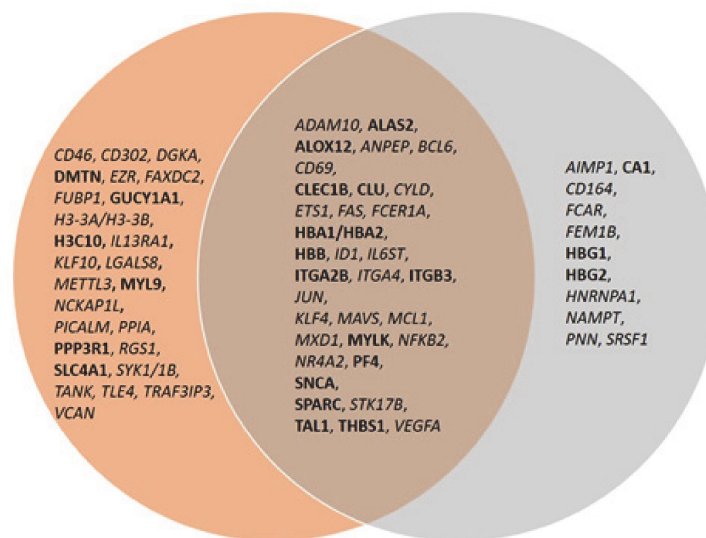 CD46, CD302, DGKA,
DMTN, EZR, FAXDC2,
FUBP1, GUCY1A1,
H3-3A/H3-3B,
H3C10, IL13RA1,
KLF10, LGALS8,
METTL3, MYL9,
NCKAP1L,
PICALM, PPIA,
PPP3R1, RGS1,
SLC4A1, SYK1/1B,
TANK, TLE4, TRAF3IP3,
VCAN
ADAM10, ALAS2,
ALOX12, ANPEP, BCL6,
CD69,
CLEC1B, CLU, CYLD,
ETS1, FAS, FCER1A,
HBA1/HBA2,
HBB, ID1, IL6ST,
ITGA2B, ITGA4, ITGB3,
JUN,
KLF4, MAVS, MCL1,
MXD1, MYLK, NFKB2,
NR4A2, PF4,
SNCA,
SPARC, STK17B,
TAL1, THBS1, VEGFA
AIMP1, CA1,
CD164,
FCAR,
FEM1B,
HBG1,
HBG2,
HNRNPA1,
NAMPT,
PNN, SRSF1